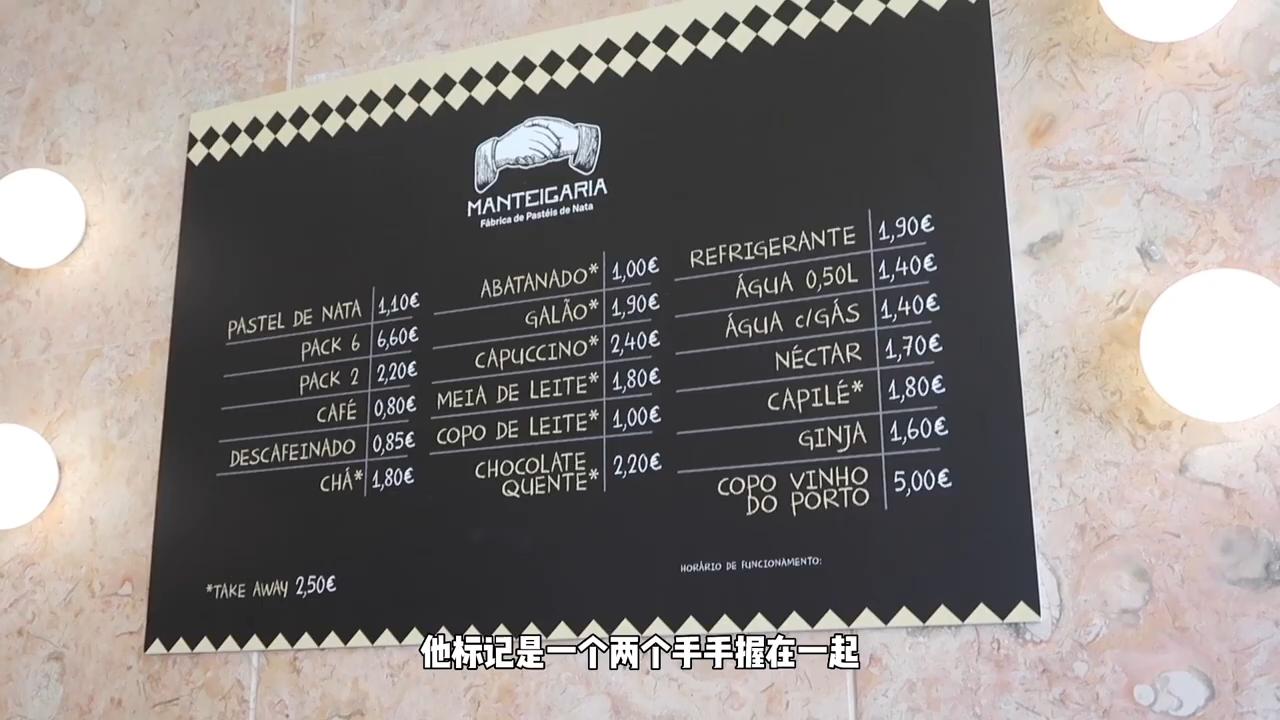 MANTEIGARIA
Fábrica de Pastéis de Nata
PASTEL DE NATA 1,10€
PACK 6 6,60€
PACK 2 2,20€
CAFÉ 0,80€
DESCAFEINADO 0,85€
CHÁ* 1,80€
ABATANADO* 1,00€
GALÃO* 1,90€
CAPUCCINO* 2,40€
MEIA DE LEITE* 1,80€
COPO DE LEITE* 1,00€
CHOCOLATE
QUENTE* 2,20€
REFRIGERANTE 1,90€
ÁGUA 0,50L 1,40€
ÁGUA c/GÁS 1,40€
NÉCTAR 1,70€
CAPILÉ* 1,80€
GINJA 1,60€
COPO VINHO
DO PORTO 5,00€
*TAKE AWAY 2,50€
HORÁRIO DE FUNCIONAMENTO:
他标记是一个两个手手握在一起